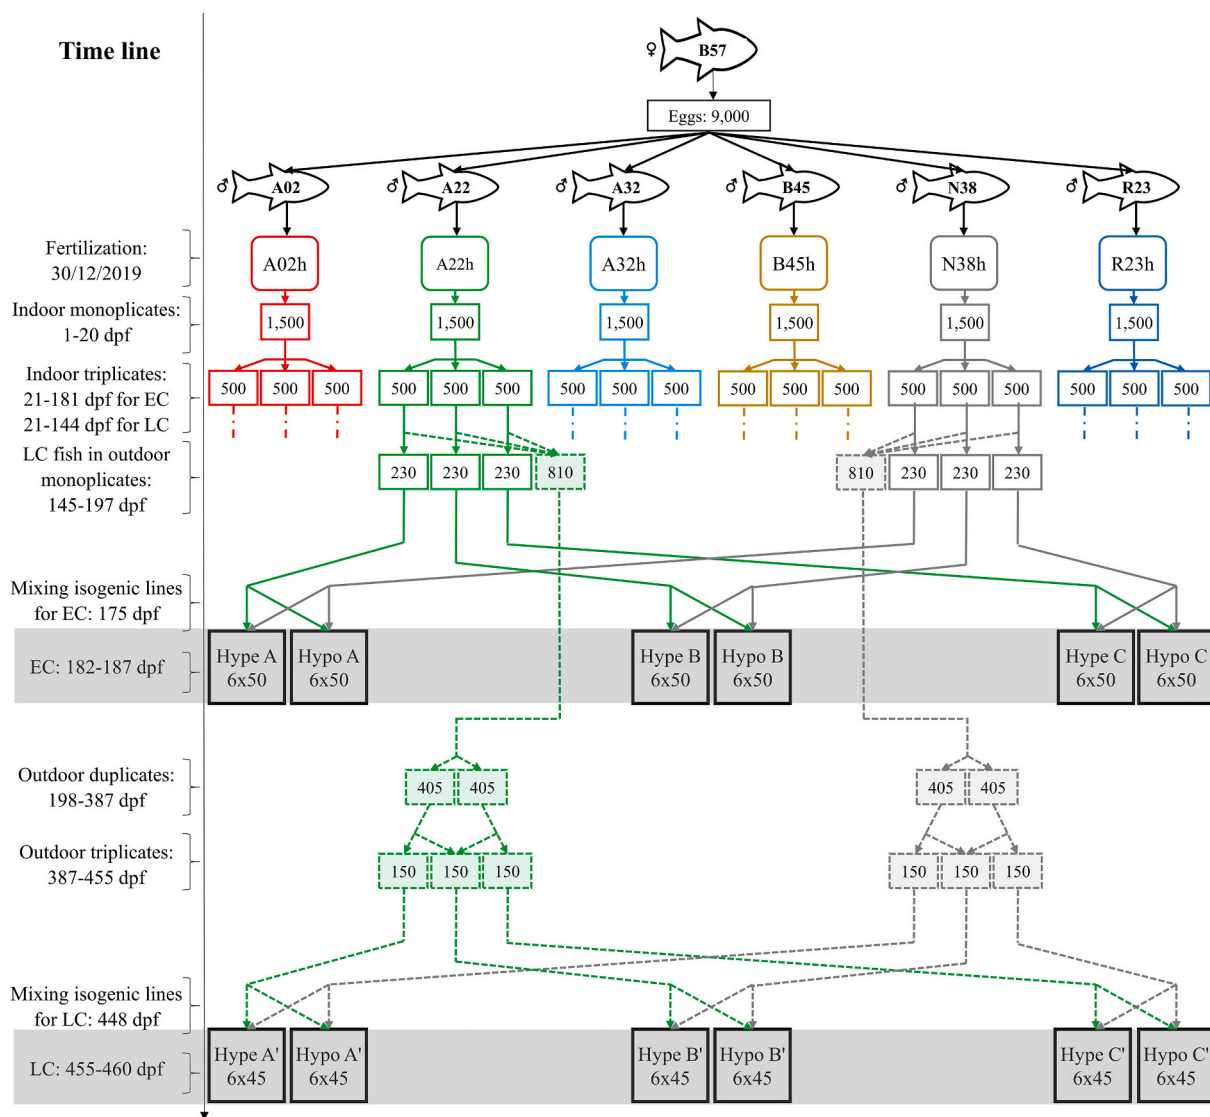 Time line
♀ B57
Eggs: 9,000
♂ A02 ♂ A22 ♂ A32 ♂ B45 ♂ N38 ♂ R23
Fertilization:
30/12/2019
A02h A22h A32h B45h N38h R23h
Indoor monoplicates:
1-20 dpf
1,500 1,500 1,500 1,500 1,500 1,500
Indoor triplicates:
21-181 dpf for EC
21-144 dpf for LC
500 500 500 500 500 500 500 500 500 500 500 500 500 500 500 500 500 500
LC fish in outdoor
monoplicates:
145-197 dpf
230 230 230 810 810 230 230 230
Mixing isogenic lines
for EC: 175 dpf
EC: 182-187 dpf
Hype A
6x50
Hypo A
6x50
Hype B
6x50
Hypo B
6x50
Hype C
6x50
Hypo C
6x50
Outdoor duplicates:
198-387 dpf
405 405 405 405
Outdoor triplicates:
387-455 dpf
150 150 150 150 150 150
Mixing isogenic lines
for LC: 448 dpf
LC: 455-460 dpf
Hype A'
6x45
Hypo A'
6x45
Hype B'
6x45
Hypo B'
6x45
Hype C'
6x45
Hypo C'
6x45